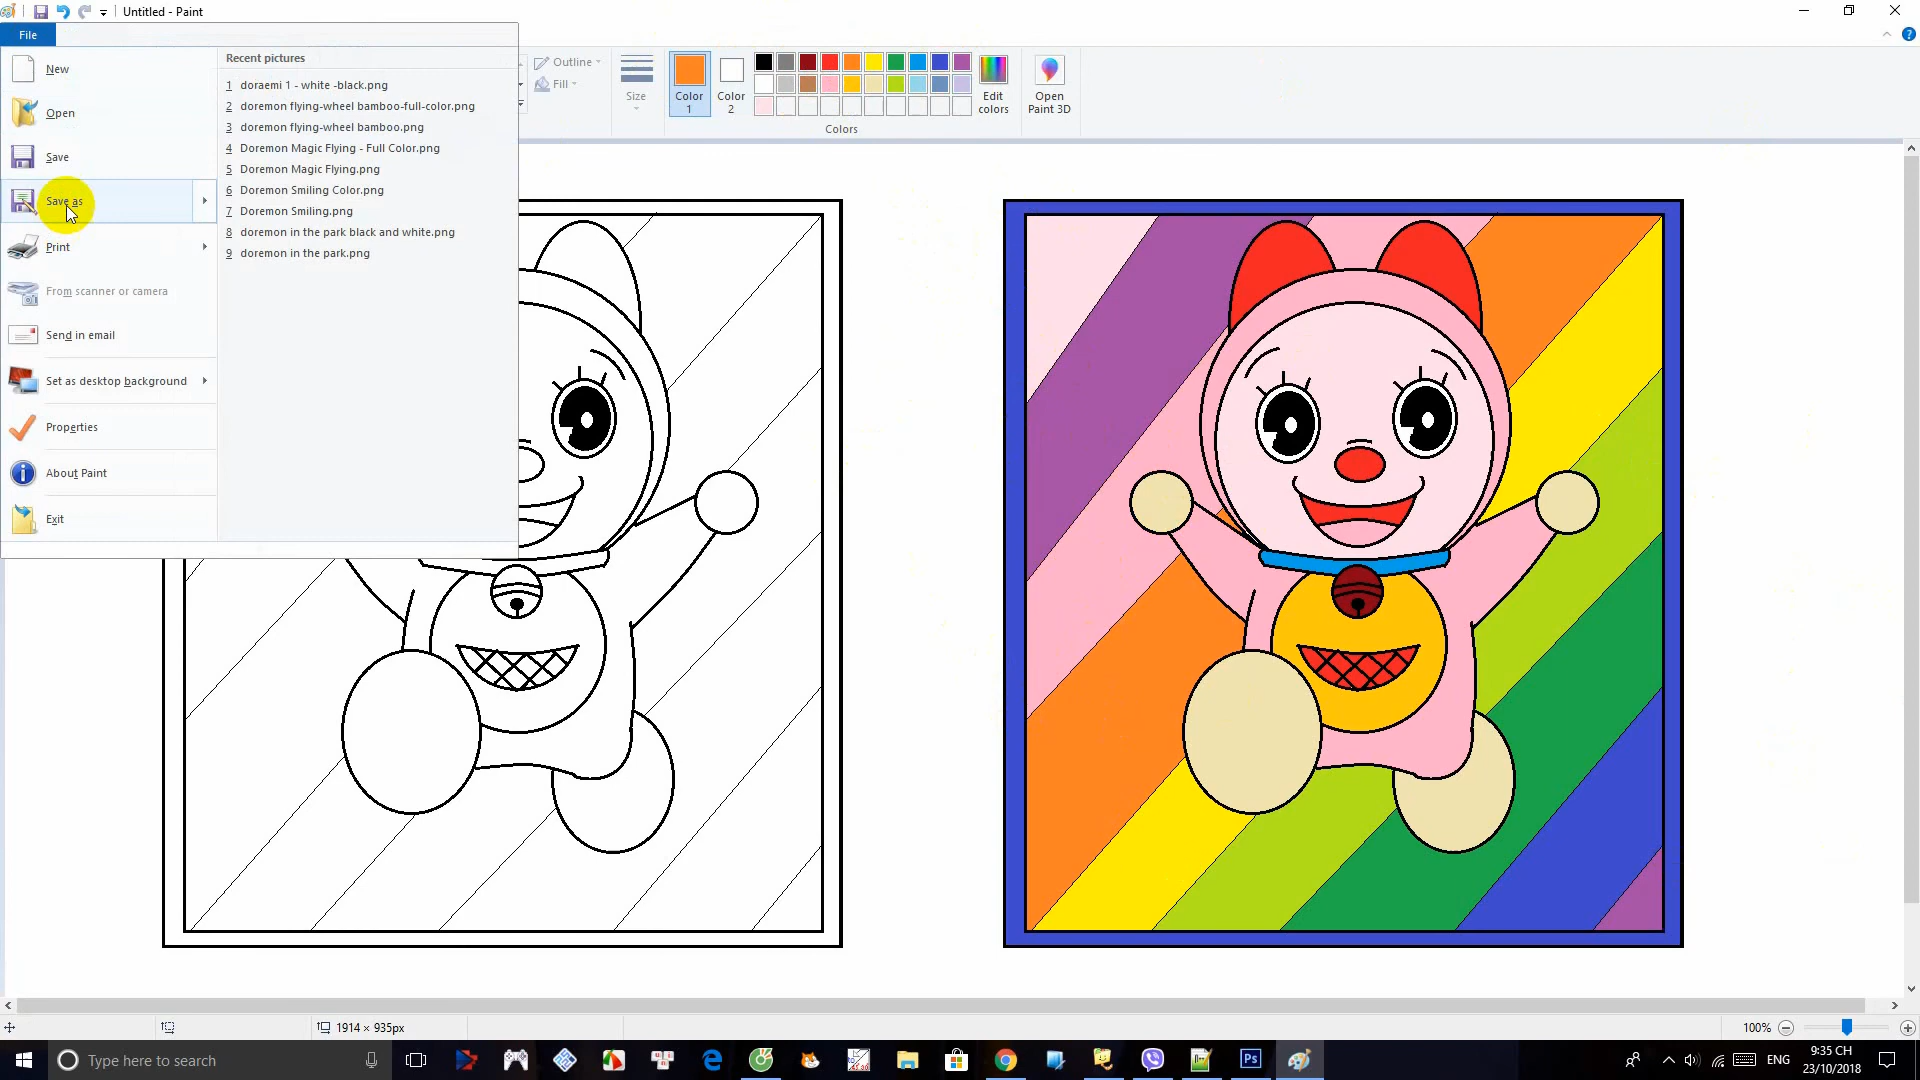 Untitled - Paint
File
New
Open
Save
Save as
Print
From scanner or camera
Send in email
Set as desktop background
Properties
About Paint
Exit
Recent pictures
1 doraemi 1 - white -black.png
2 doremon flying-wheel bamboo-full-color.png
3 doremon flying-wheel bamboo.png
4 Doremon Magic Flying - Full Color.png
5 Doremon Magic Flying.png
6 Doremon Smiling Color.png
7 Doremon Smiling.png
8 doremon in the park black and white.png
9 doremon in the park.png
Outline
Fill
Size
Color
1
Color
2
Edit
colors
Open
Paint 3D
Colors
1914 × 935px
100%
Type here to search
Ps
ENG
9:35 CH
23/10/2018